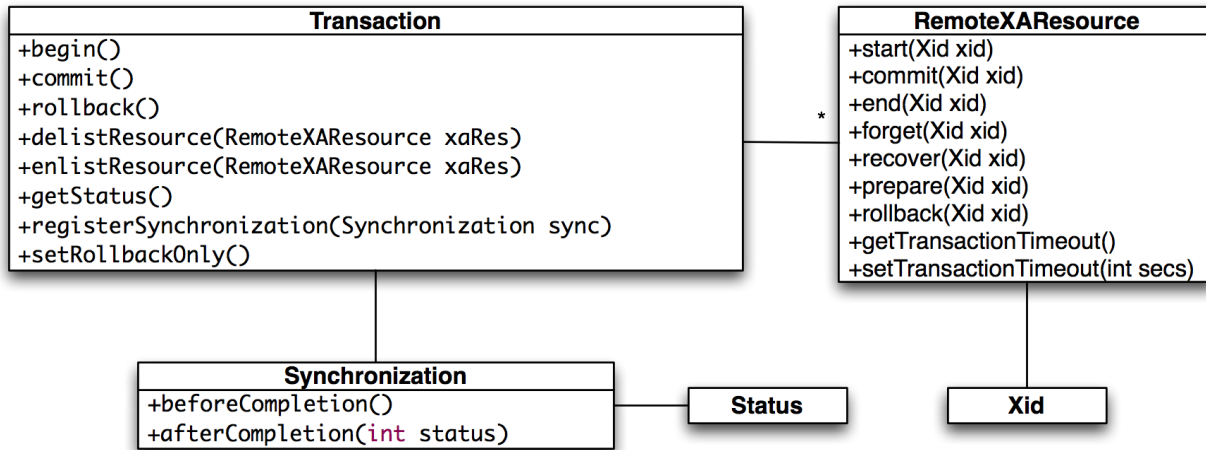 Transaction
+begin()
+commit()
+rollback()
+delistResource(RemoteXAResource xaRes)
+enlistResource(RemoteXAResource xaRes)
+getStatus()
+registerSynchronization(Synchronization sync)
+setRollbackOnly()
*
RemoteXAResource
+start(Xid xid)
+commit(Xid xid)
+end(Xid xid)
+forget(Xid xid)
+recover(Xid xid)
+prepare(Xid xid)
+rollback(Xid xid)
+getTransactionTimeout()
+setTransactionTimeout(int secs)
Synchronization
+beforeCompletion()
+afterCompletion(int status)
Status
Xid